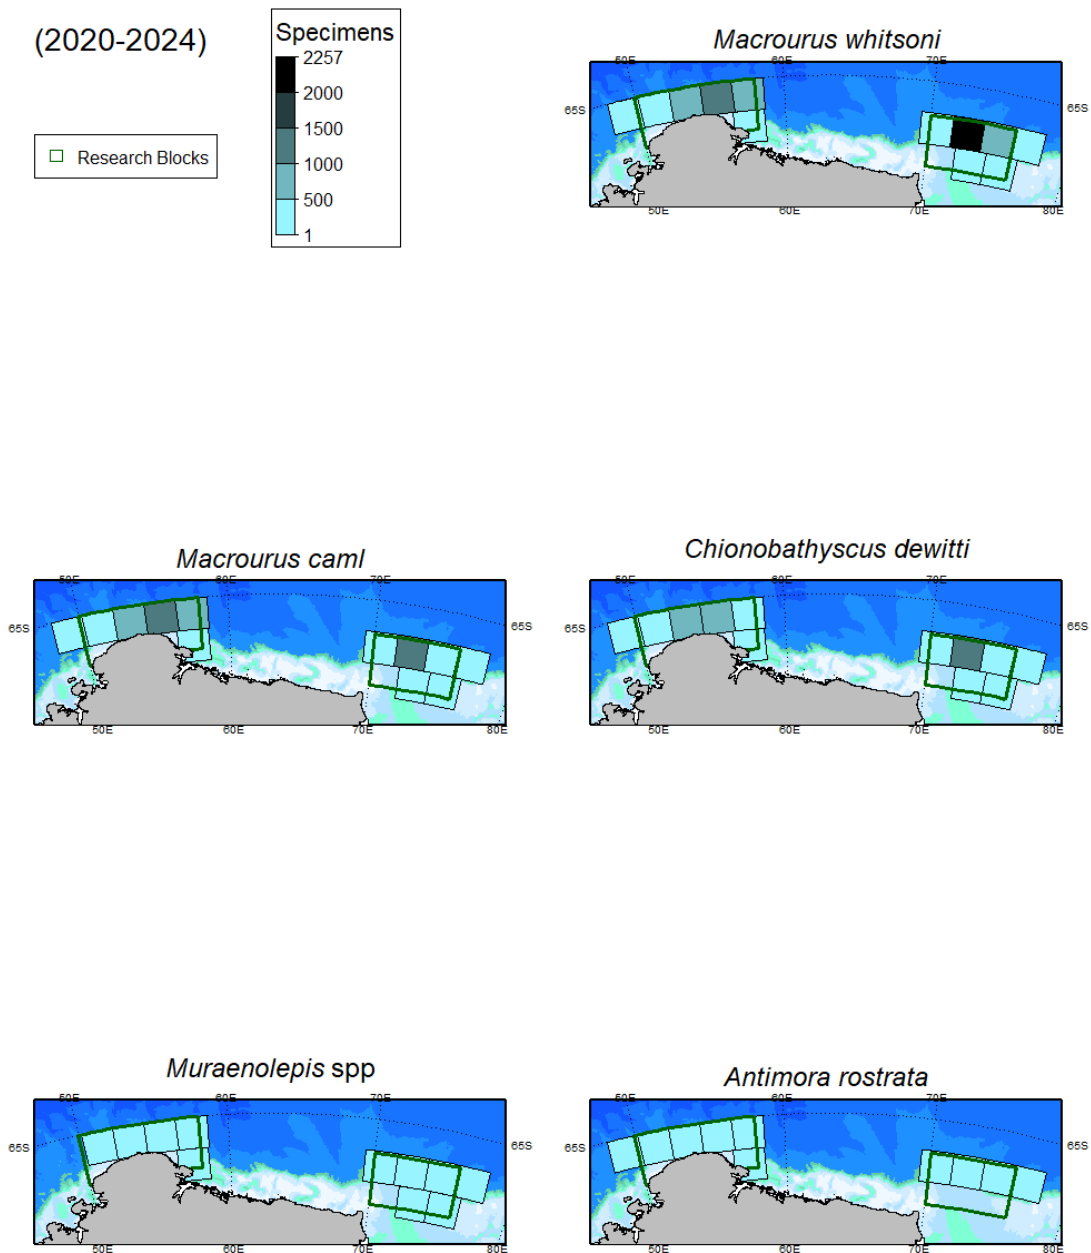 (2020-2024)
Specimens
2257
2000
1500
1000
500
1
Research Blocks
Macrourus whitsoni
50E
60E
70E
65S
65S
50E
60E
70E
80E
Macrourus caml
50E
60E
70E
65S
65S
50E
60E
70E
80E
Chionobathyscus dewitti
50E
60E
70E
65S
65S
50E
60E
70E
80E
Muraenolepis spp
50E
60E
70E
65S
65S
50E
60E
70E
80E
Antimora rostrata
50E
60E
70E
65S
65S
50E
60E
70E
80E